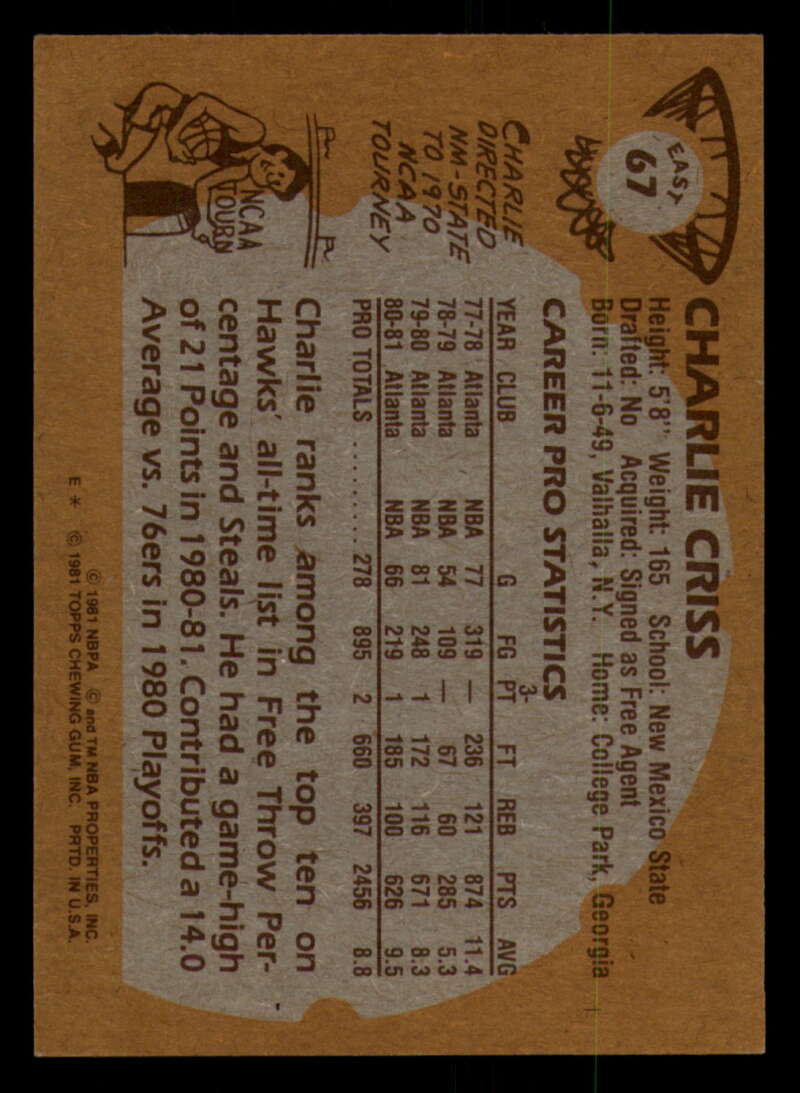 EAST
67
CHARLIE CRISS
Height: 5'8" Weight: 165 School: New Mexico State
Drafted: No Acquired: Signed as Free Agent
Born: 11-6-49, Valhalla, N.Y. Home: College Park, Georgia
CHARLIE
DIRECTED
NM-STATE
TO 1970
NCAA
TOURNEY
NCAA
TOURN
CAREER PRO STATISTICS
YEAR CLUB G FG 3-PT FT REB PTS AVG
77-78 Atlanta NBA 77 319 — 236 121 874 11.4
78-79 Atlanta NBA 54 109 — 67 60 285 5.3
79-80 Atlanta NBA 81 248 1 172 116 671 8.3
80-81 Atlanta NBA 66 219 1 185 100 626 9.5
PRO TOTALS .......... 278 895 2 660 397 2456 8.8
Charlie ranks among the top ten on
Hawks' all-time list in Free Throw Per-
centage and Steals. He had a game-high
of 21 Points in 1980-81. Contributed a 14.0
Average vs. 76ers in 1980 Playoffs.
© 1981 NBPA © and TM NBA PROPERTIES, INC.
E * © 1981 TOPPS CHEWING GUM, INC. PRTD. IN U.S.A.